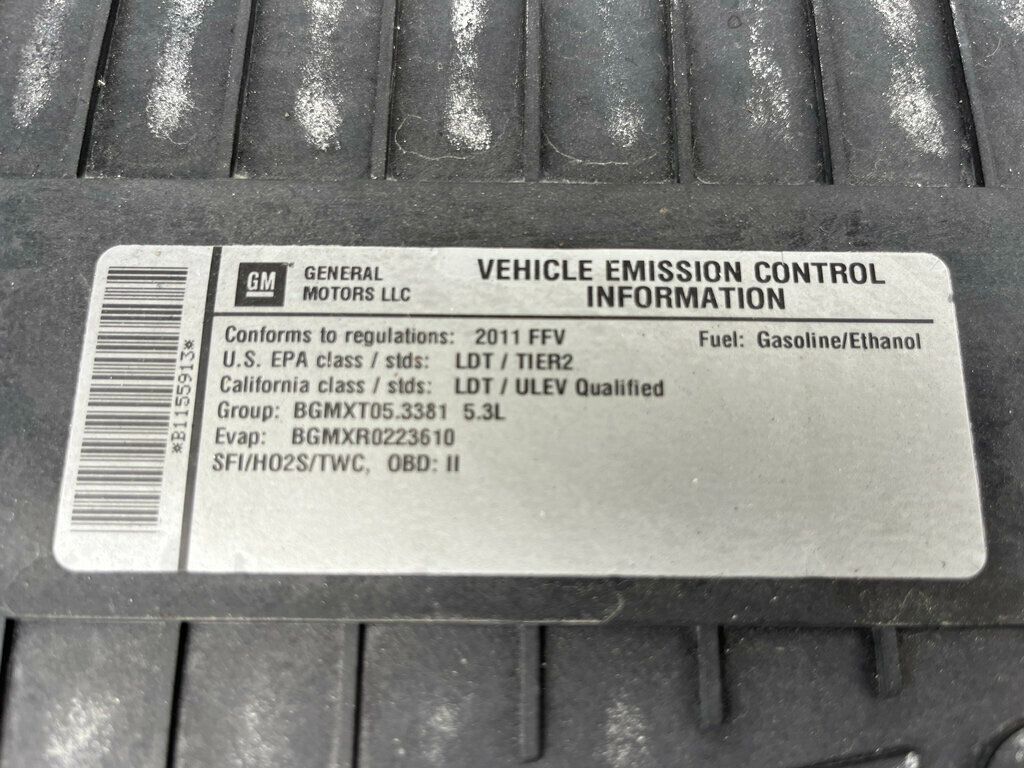 GM
GENERAL
MOTORS LLC
VEHICLE EMISSION CONTROL
INFORMATION
Conforms to regulations: 2011 FFV
Fuel: Gasoline/Ethanol
U.S. EPA class / stds: LDT / TIER2
California class / stds: LDT / ULEV Qualified
Group: BGMXT05.3381 5.3L
Evap: BGMXR0223610
SFI/HO2S/TWC, OBD: II
*B1155913*